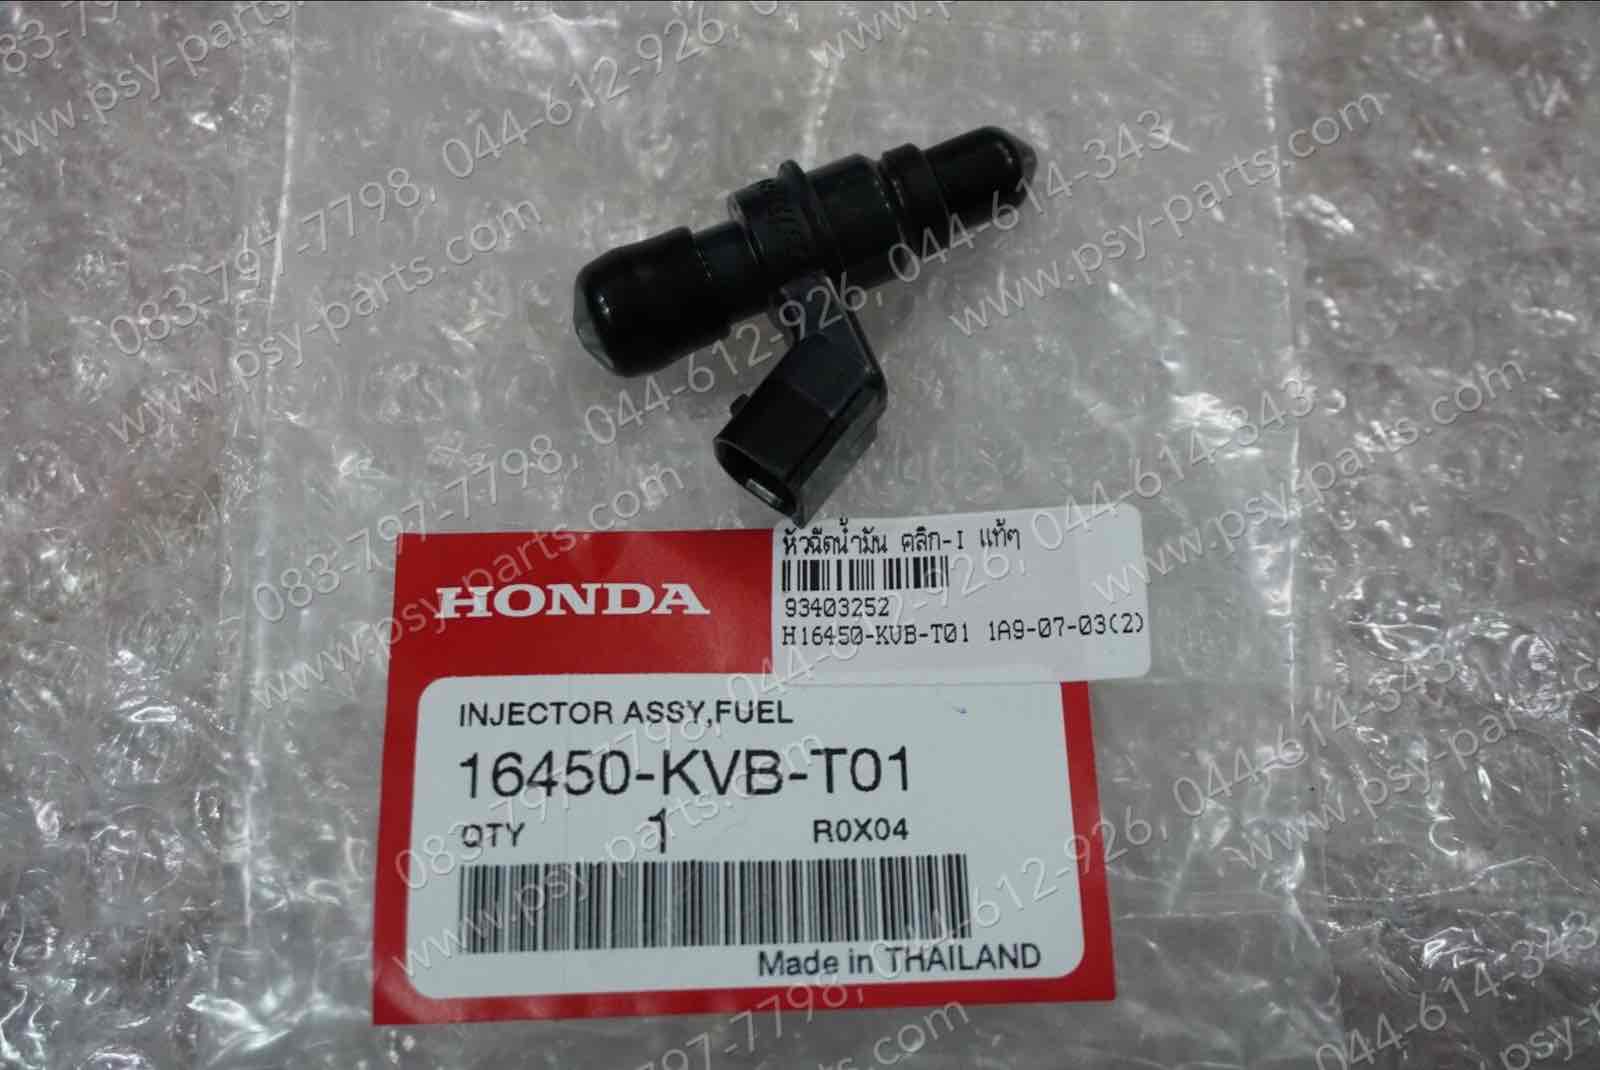 หัวฉีดน้ำมัน คลิก-I แท้ๆ
93403252
H16450-KVB-T01 1A9-07-03(2)
HONDA
INJECTOR ASSY,FUEL
16450-KVB-T01
QTY 1 R0X04
Made in THAILAND
083-797-7798, 044-612-926, 044-614-343
www.psy-parts.com